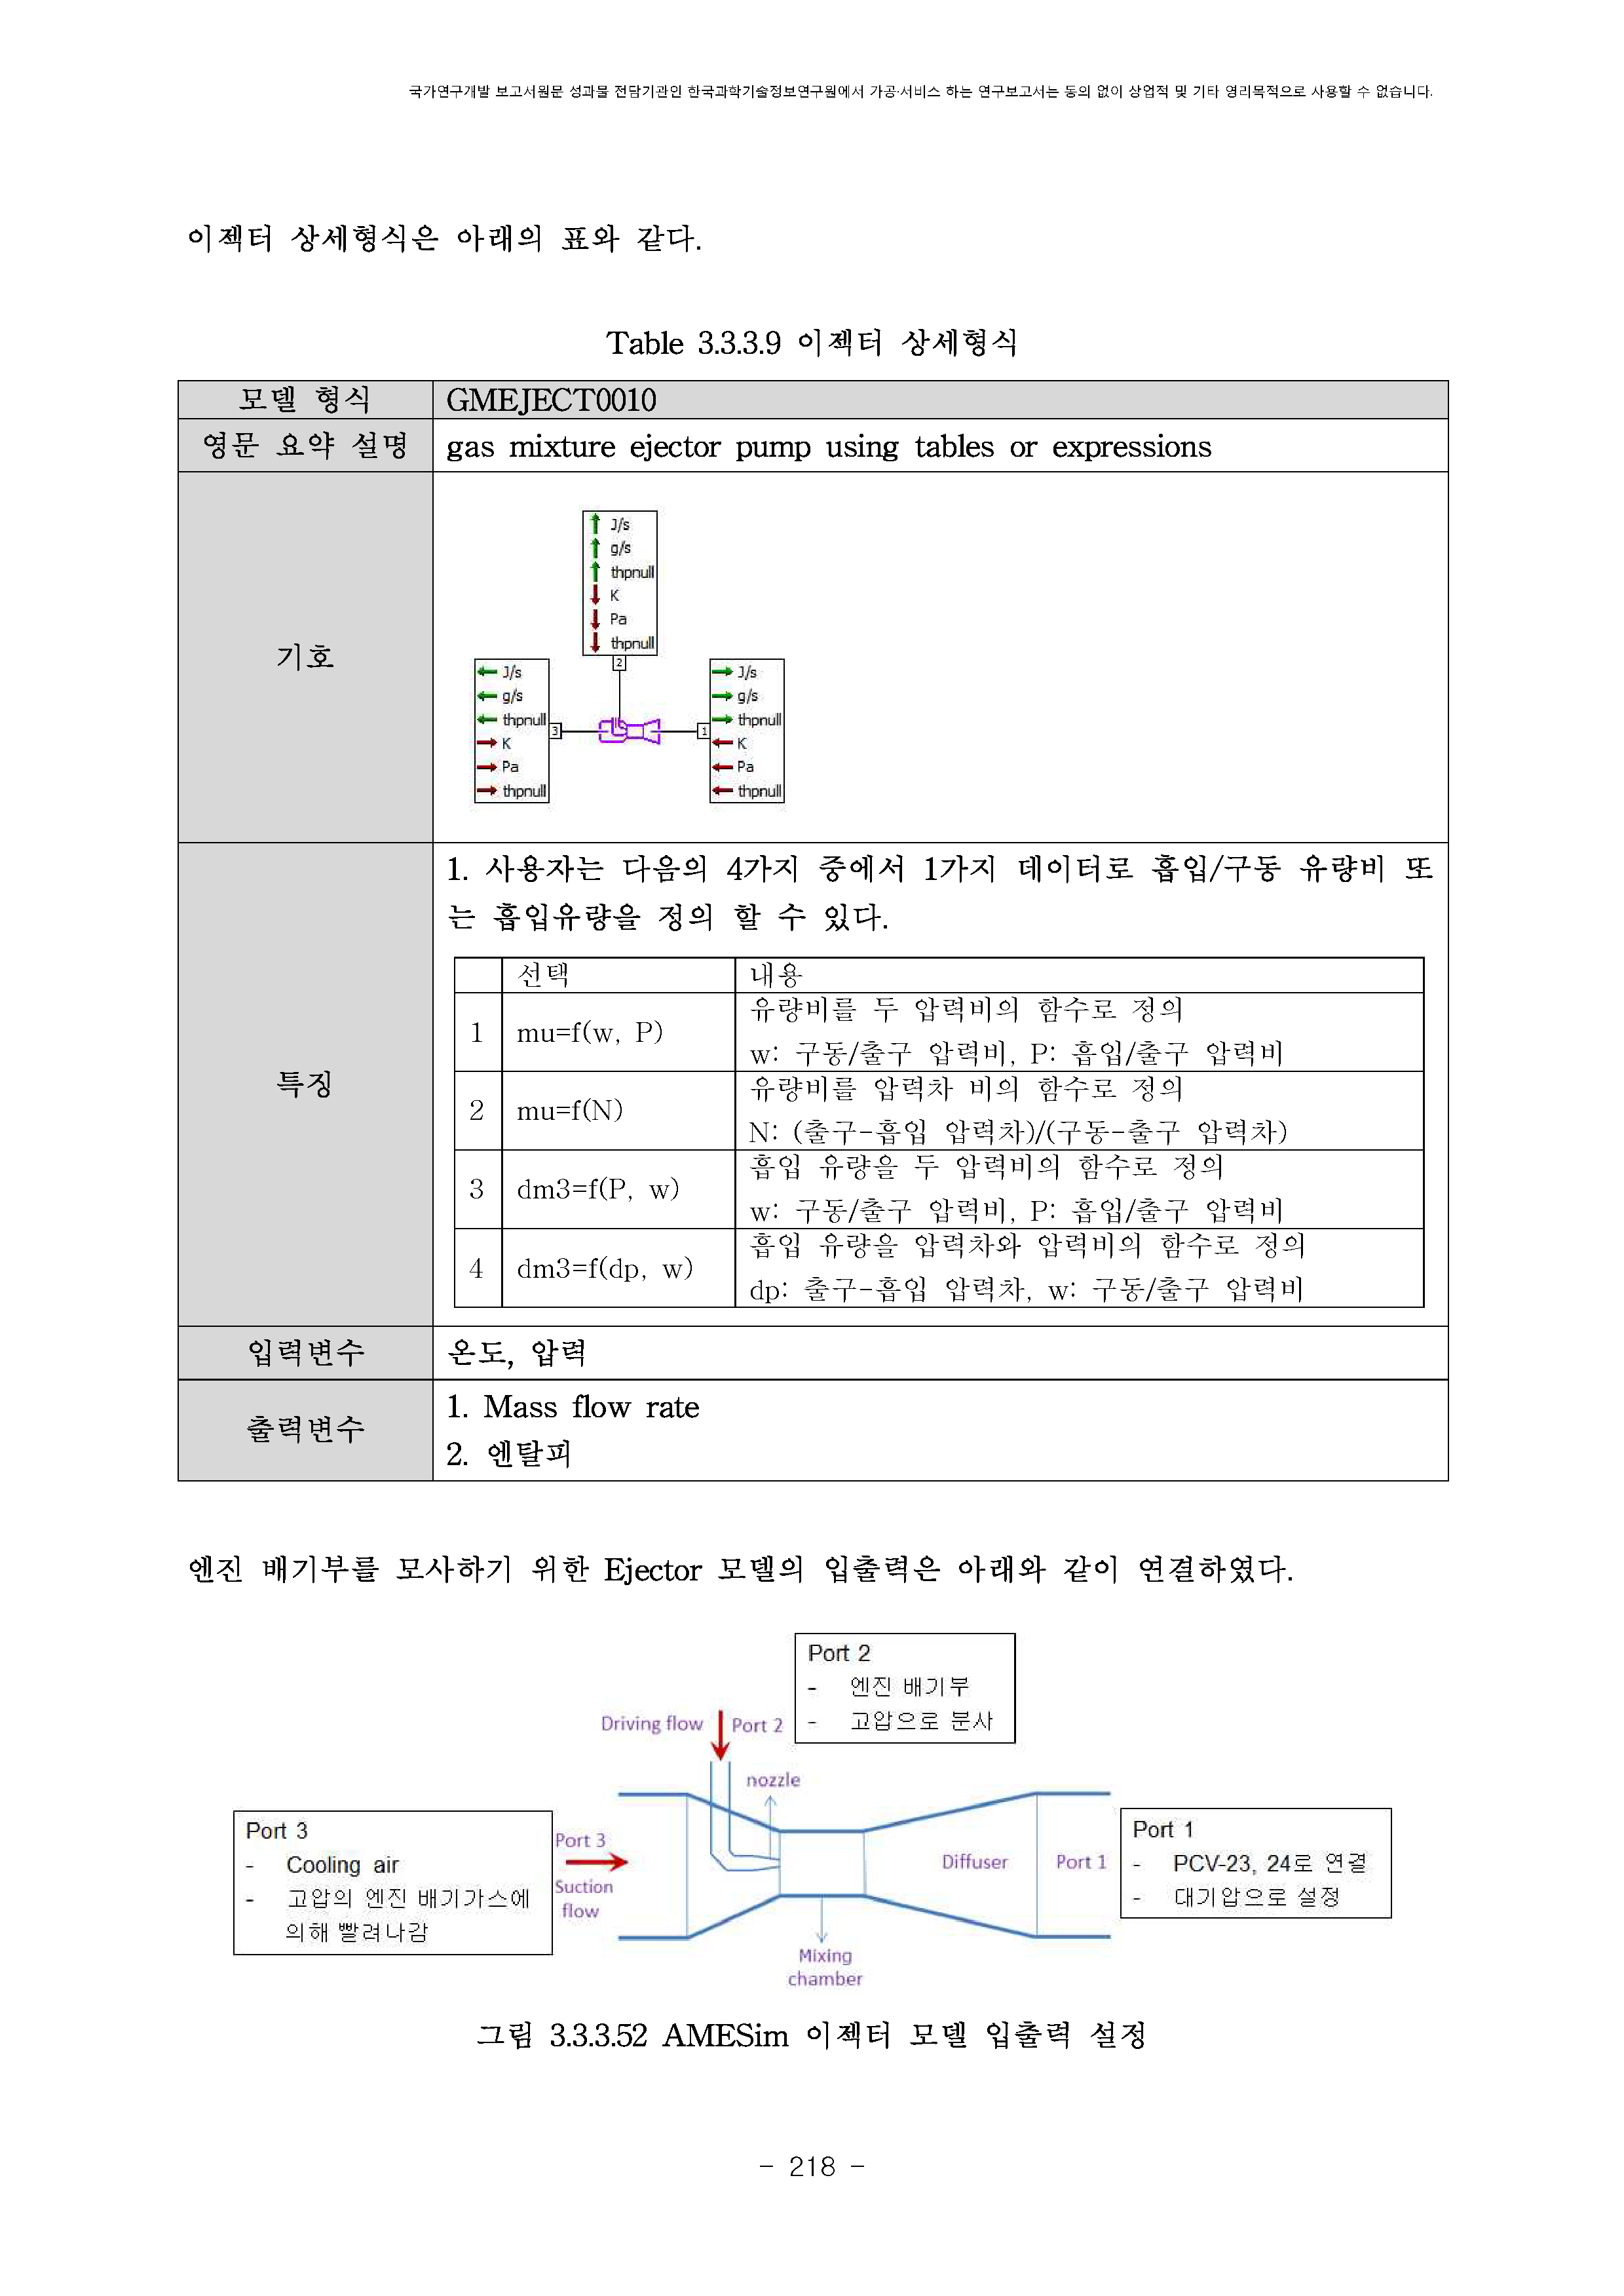 국가연구개발 보고서원문 성과물 전담기관인 한국과학기술정보연구원에서 가공·서비스 하는 연구보고서는 동의 없이 상업적 및 기타 영리목적으로 사용할 수 없습니다.
이젝터 상세형식은 아래의 표와 같다.
Table 3.3.3.9 이젝터 상세형식
모델 형식 GMEJECT0010
영문 요약 설명 gas mixture ejector pump using tables or expressions
기호
J/s
g/s
thpnull
K
Pa
thpnull
2
J/s
g/s
thpnull
K
Pa
thpnull
3
1
J/s
g/s
thpnull
K
Pa
thpnull
특징
1. 사용자는 다음의 4가지 중에서 1가지 데이터로 흡입/구동 유량비 또
는 흡입유량을 정의 할 수 있다.
선택 내용
1 mu=f(w, P) 유량비를 두 압력비의 함수로 정의
w: 구동/출구 압력비, P: 흡입/출구 압력비
2 mu=f(N) 유량비를 압력차 비의 함수로 정의
N: (출구-흡입 압력차)/(구동-출구 압력차)
3 dm3=f(P, w) 흡입 유량을 두 압력비의 함수로 정의
w: 구동/출구 압력비, P: 흡입/출구 압력비
4 dm3=f(dp, w) 흡입 유량을 압력차와 압력비의 함수로 정의
dp: 출구-흡입 압력차, w: 구동/출구 압력비
입력변수 온도, 압력
출력변수 1. Mass flow rate
2. 엔탈피
엔진 배기부를 모사하기 위한 Ejector 모델의 입출력은 아래와 같이 연결하였다.
Port 2
- 엔진 배기부
- 고압으로 분사
Driving flow Port 2
nozzle
Port 3
- Cooling air
- 고압의 엔진 배기가스에
의해 빨려나감
Port 3
Suction
flow
Diffuser Port 1
Port 1
- PCV-23, 24로 연결
- 대기압으로 설정
Mixing
chamber
그림 3.3.3.52 AMESim 이젝터 모델 입출력 설정
- 218 -